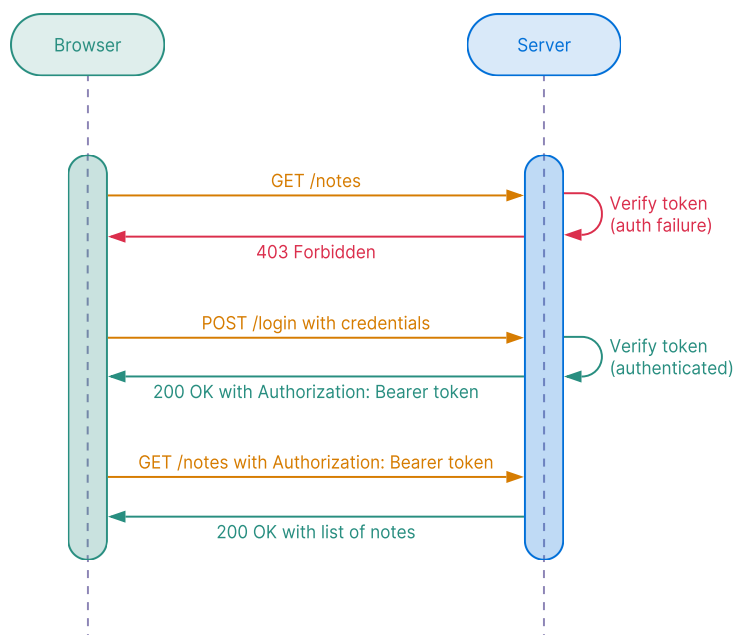 Browser
Server
GET /notes
Verify token
(auth failure)
403 Forbidden
POST /login with credentials
Verify token
(authenticated)
200 OK with Authorization: Bearer token
GET /notes with Authorization: Bearer token
200 OK with list of notes